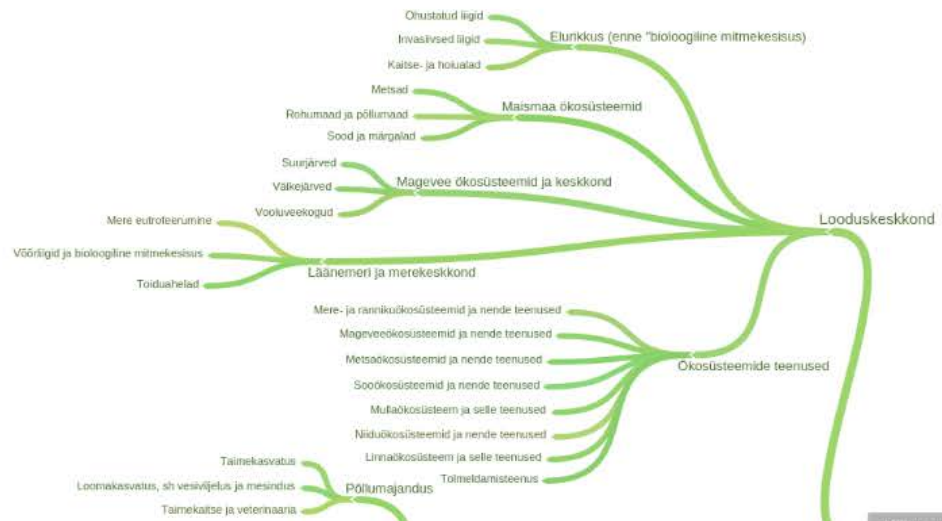 Ohustatud liigid
Invasiivsed liigid
Kaitse- ja hoiualad
Elurikkus (enne "bioloogiline mitmekesisus)
Metsad
Rohumaad ja põllumaad
Sood ja märgalad
Maismaa ökosüsteemid
Suurjärved
Väikejärved
Vooluveekogud
Magevee ökosüsteemid ja keskkond
Mere eutrofeerumine
Võõrliigid ja bioloogiline mitmekesisus
Toiduahelad
Läänemeri ja merekeskkond
Looduskeskkond
Mere- ja rannikuökosüsteemid ja nende teenused
Mageveeökosüsteemid ja nende teenused
Metsaökosüsteemid ja nende teenused
Sooökosüsteemid ja nende teenused
Mullaökosüsteem ja selle teenused
Niiduökosüsteemid ja nende teenused
Linnaökosüsteem ja selle teenused
Tolmeldamisteenus
Ökosüsteemide teenused
Taimekasvatus
Loomakasvatus, sh vesiviljelus ja mesindus
Taimekaitse ja veterinaaria
Põllumajandus